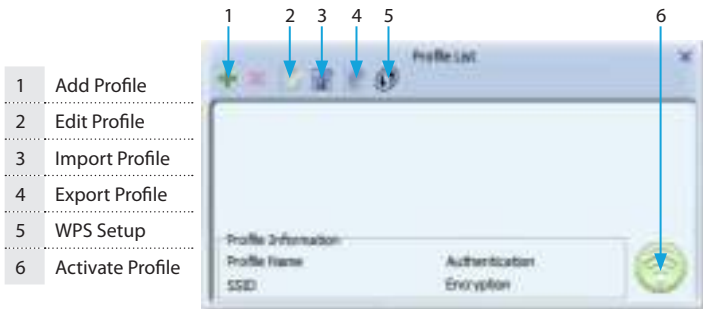 1 2 3 4 5 6
Profile List
1 Add Profile
2 Edit Profile
3 Import Profile
4 Export Profile
5 WPS Setup
6 Activate Profile
Profile Information
Profile Name Authentication
SSID Encryption